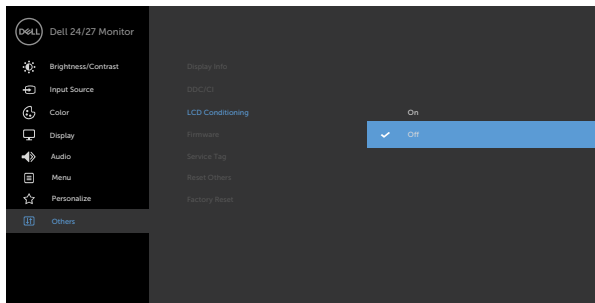 DELL Dell 24/27 Monitor
Brightness/Contrast
Input Source
Color
Display
Audio
Menu
Personalize
Others
Display Info
DDC/CI
LCD Conditioning
Firmware
Service Tag
Reset Others
Factory Reset
On
Off